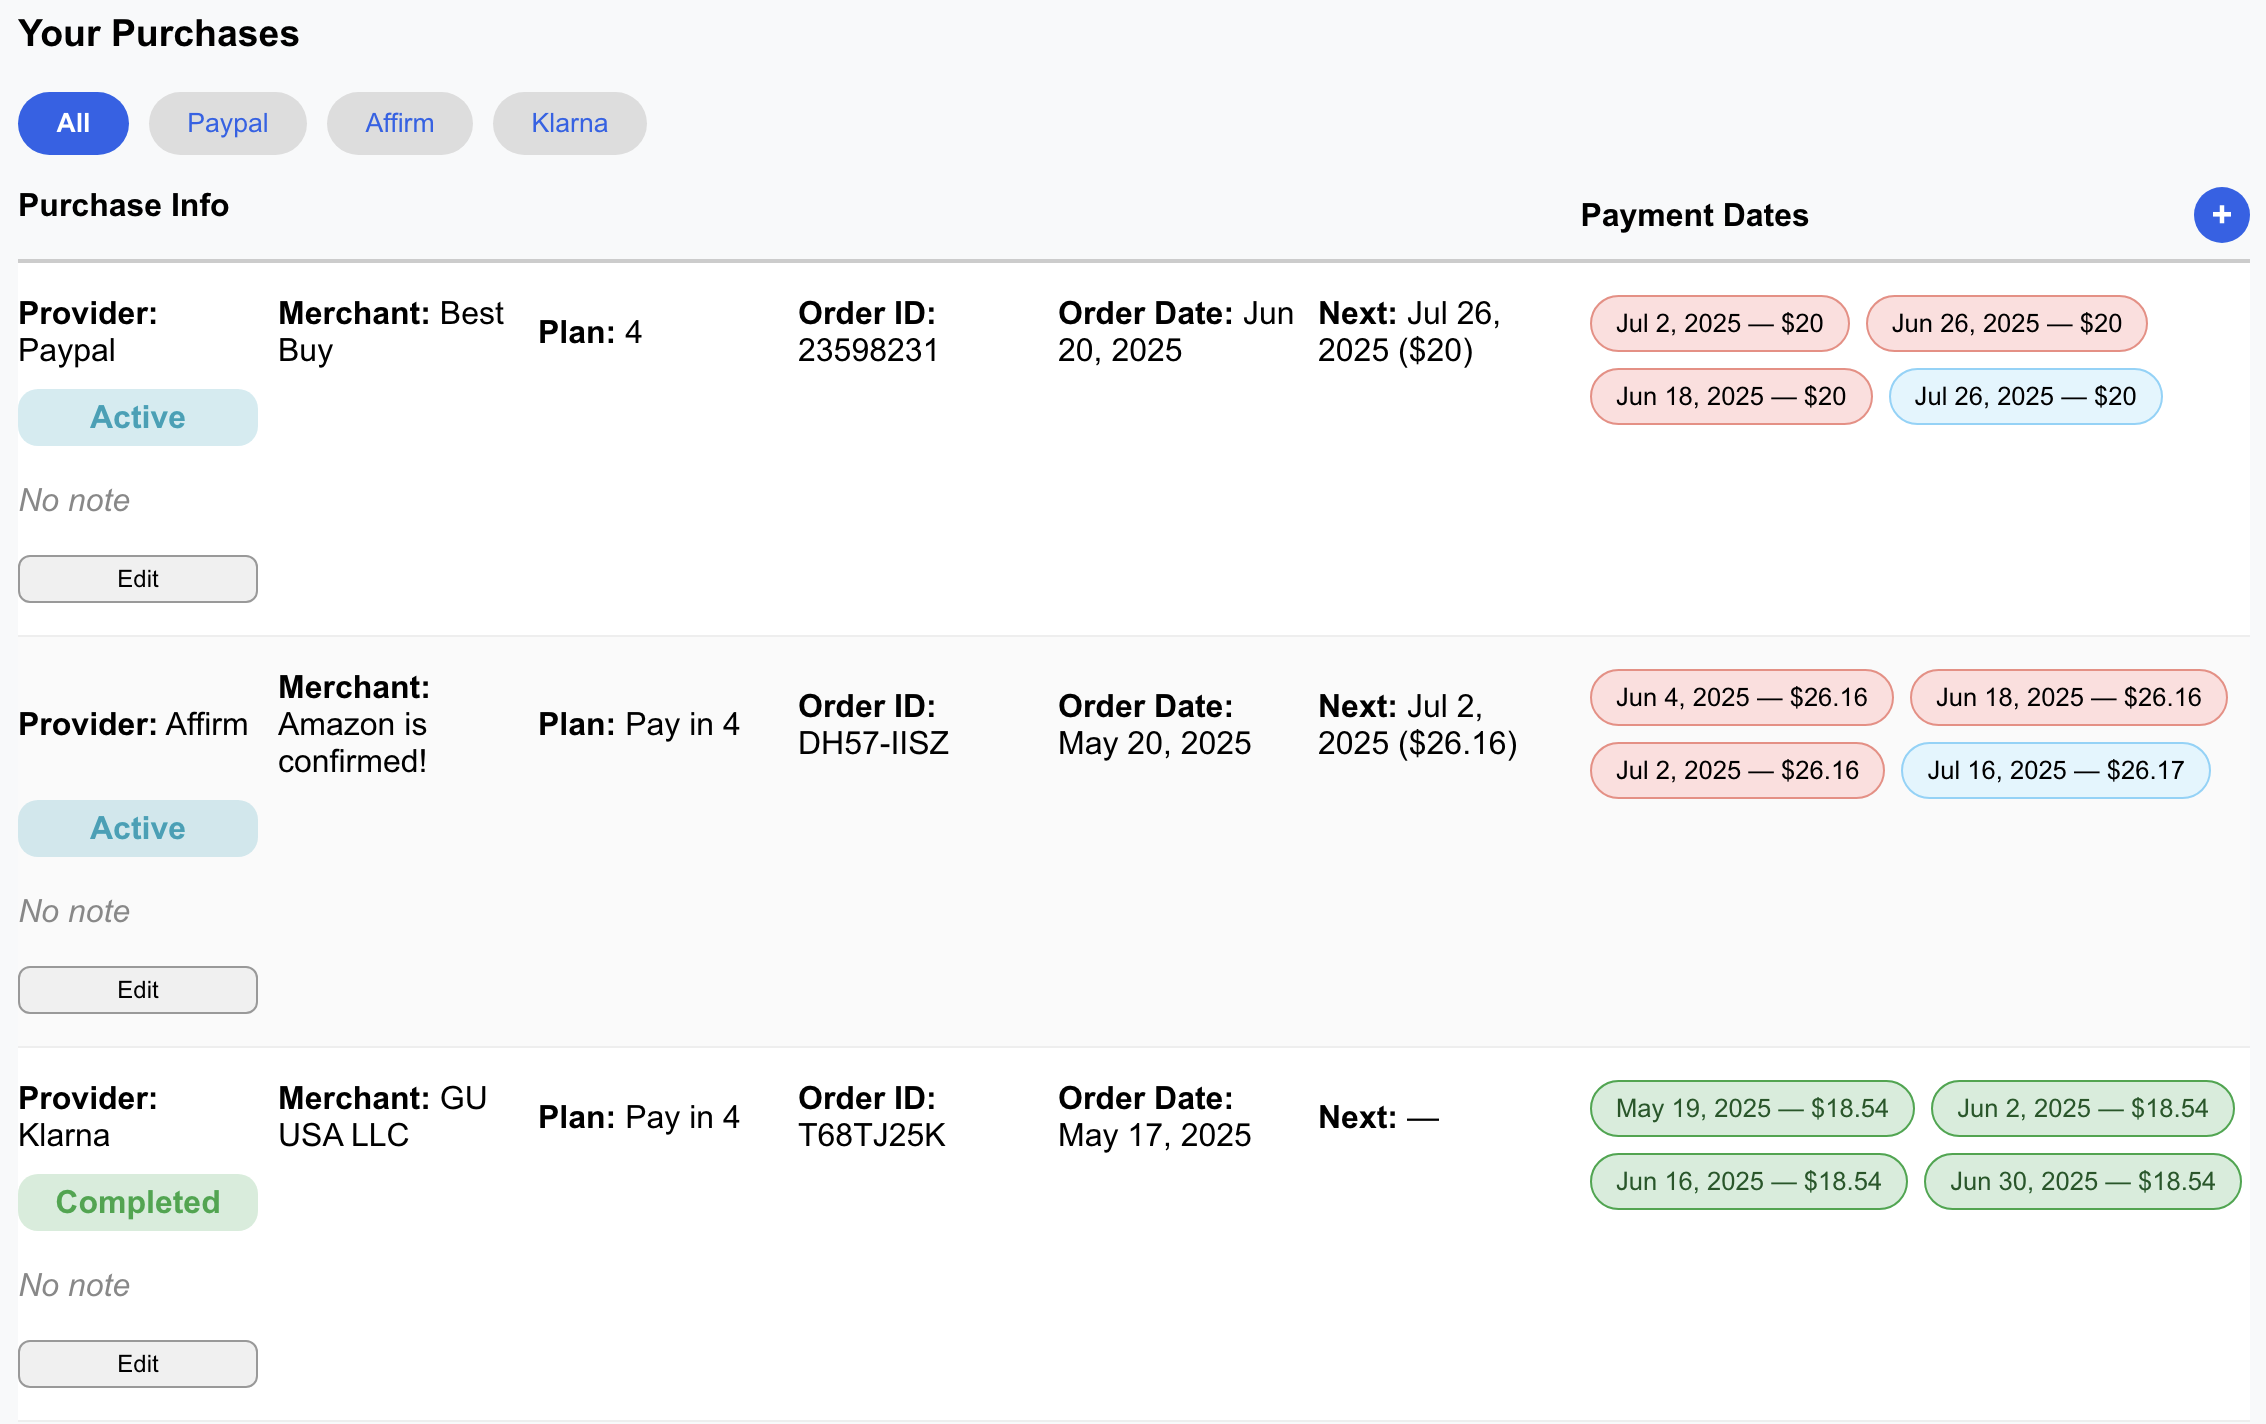 Your Purchases
All
Paypal
Affirm
Klarna
Purchase Info
Payment Dates
+
Provider:
Paypal
Merchant: Best
Buy
Plan: 4
Order ID:
23598231
Order Date: Jun
20, 2025
Next: Jul 26,
2025 ($20)
Jul 2, 2025 — $20
Jun 26, 2025 — $20
Jun 18, 2025 — $20
Jul 26, 2025 — $20
Active
No note
Edit
Provider: Affirm
Merchant:
Amazon is
confirmed!
Plan: Pay in 4
Order ID:
DH57-IISZ
Order Date:
May 20, 2025
Next: Jul 2,
2025 ($26.16)
Jun 4, 2025 — $26.16
Jun 18, 2025 — $26.16
Jul 2, 2025 — $26.16
Jul 16, 2025 — $26.17
Active
No note
Edit
Provider:
Klarna
Merchant: GU
USA LLC
Plan: Pay in 4
Order ID:
T68TJ25K
Order Date:
May 17, 2025
Next: —
May 19, 2025 — $18.54
Jun 2, 2025 — $18.54
Jun 16, 2025 — $18.54
Jun 30, 2025 — $18.54
Completed
No note
Edit